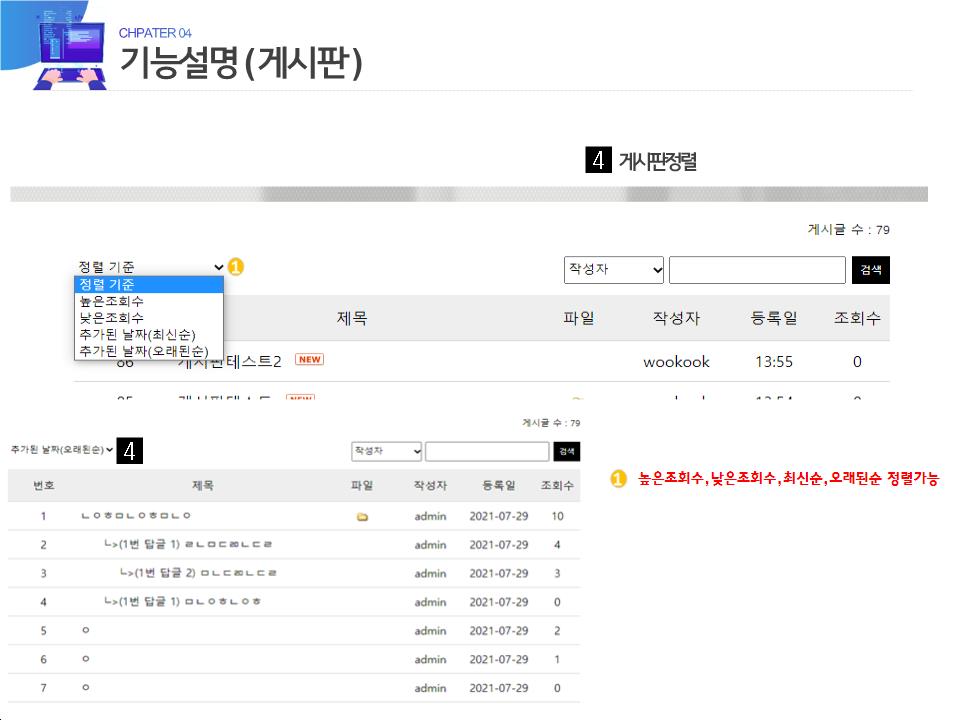 CHPATER 04
기능설명 ( 게시판 )
4 게시판정렬
게시글 수 : 79
정렬 기준 1 작성자 검색
정렬 기준
높은조회수
낮은조회수
추가된 날짜(최신순)
추가된 날짜(오래된순)
제목 파일 작성자 등록일 조회수
86 게시판테스트2 NEW wookook 13:55 0
게시글 수 : 79
추가된 날짜(오래된순) 4 작성자 검색
번호 제목 파일 작성자 등록일 조회수
1 ㄴㅇㅎㅁㄴㅇㅎㅁㄴㅇ admin 2021-07-29 10
2 ㄴ>(1번 답글 1) ㄹㄴㅁㄷㄻㄴㄷㄹ admin 2021-07-29 4
3 ㄴ>(1번 답글 2) ㅁㄴㄷㄻㄴㄷㄹ admin 2021-07-29 3
4 ㄴ>(1번 답글 1) ㅁㄴㅇㅎㄴㅇㅎ admin 2021-07-29 0
5 ㅇ admin 2021-07-29 2
6 ㅇ admin 2021-07-29 1
7 ㅇ admin 2021-07-29 0
1 높은조회수,낮은조회수,최신순,오래된순 정렬가능